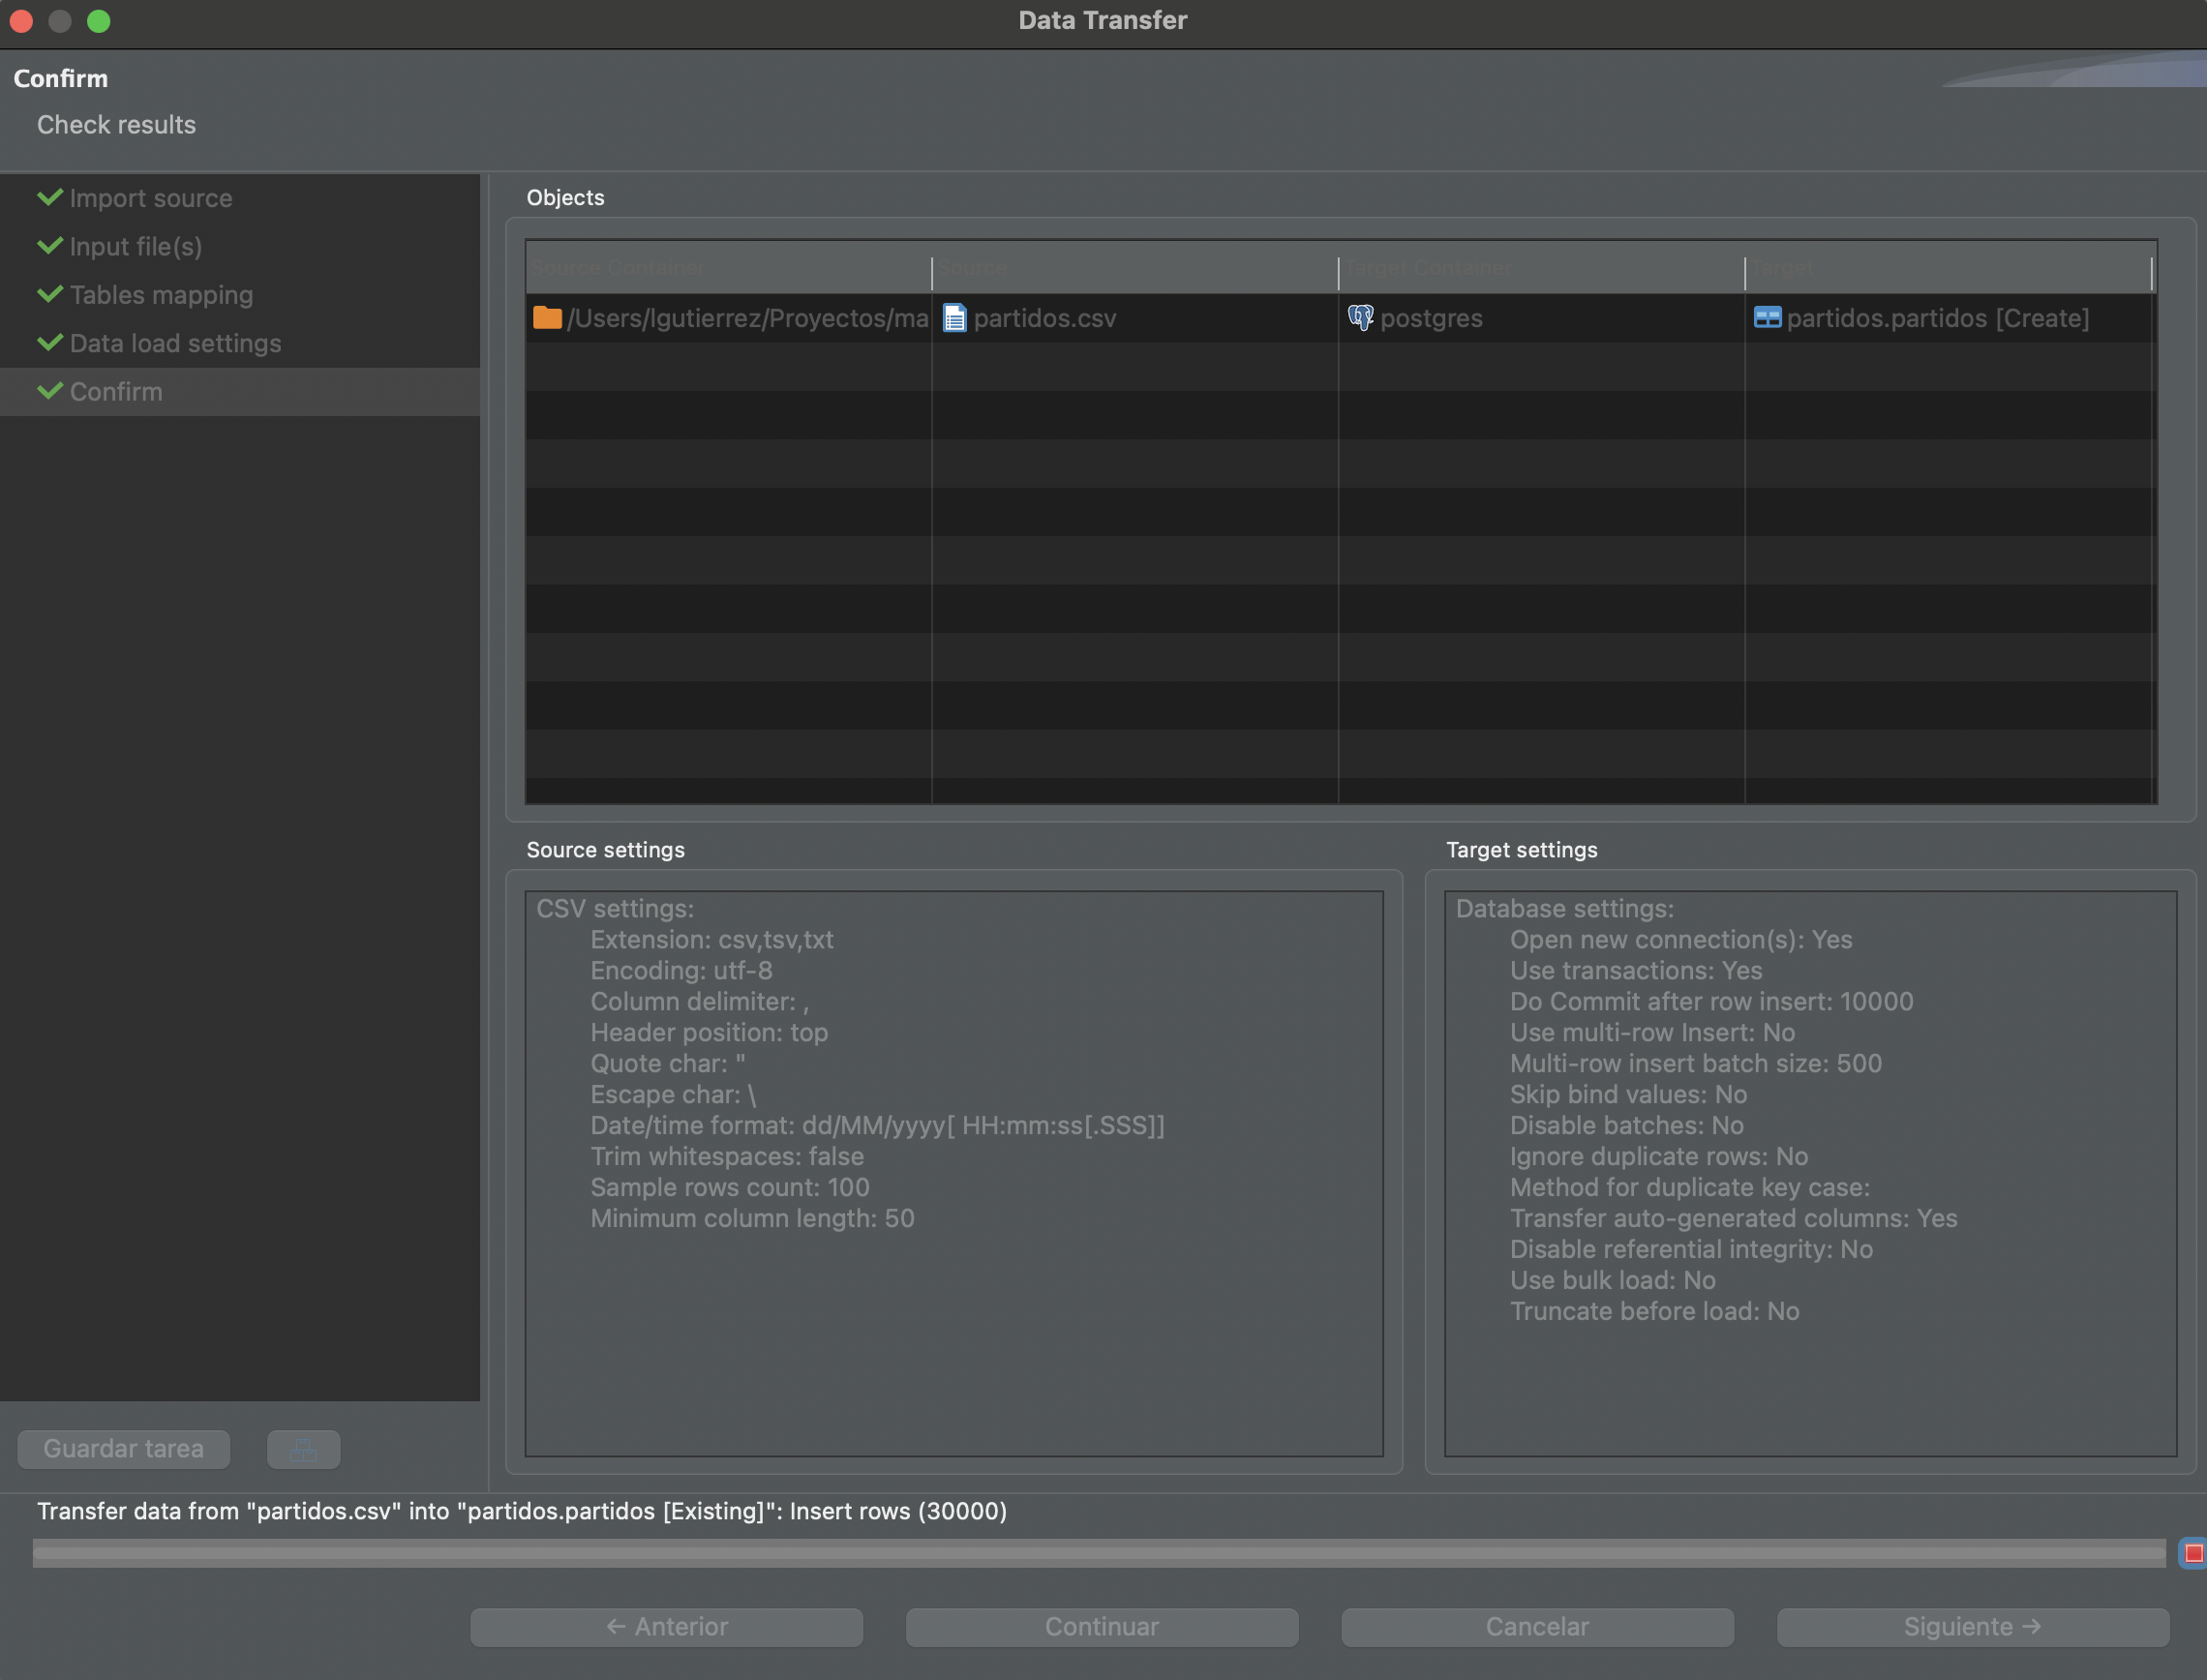 Data Transfer
Confirm
Check results
Import source
Input file(s)
Tables mapping
Data load settings
Confirm
Objects
Source Container Source Target Container Target
/Users/lgutierrez/Proyectos/ma partidos.csv postgres partidos.partidos [Create]
Source settings
CSV settings:
Extension: csv,tsv,txt
Encoding: utf-8
Column delimiter: ,
Header position: top
Quote char: "
Escape char: \
Date/time format: dd/MM/yyyy[ HH:mm:ss[.SSS]]
Trim whitespaces: false
Sample rows count: 100
Minimum column length: 50
Target settings
Database settings:
Open new connection(s): Yes
Use transactions: Yes
Do Commit after row insert: 10000
Use multi-row Insert: No
Multi-row insert batch size: 500
Skip bind values: No
Disable batches: No
Ignore duplicate rows: No
Method for duplicate key case:
Transfer auto-generated columns: Yes
Disable referential integrity: No
Use bulk load: No
Truncate before load: No
Guardar tarea
Transfer data from "partidos.csv" into "partidos.partidos [Existing]": Insert rows (30000)
← Anterior Continuar Cancelar Siguiente →